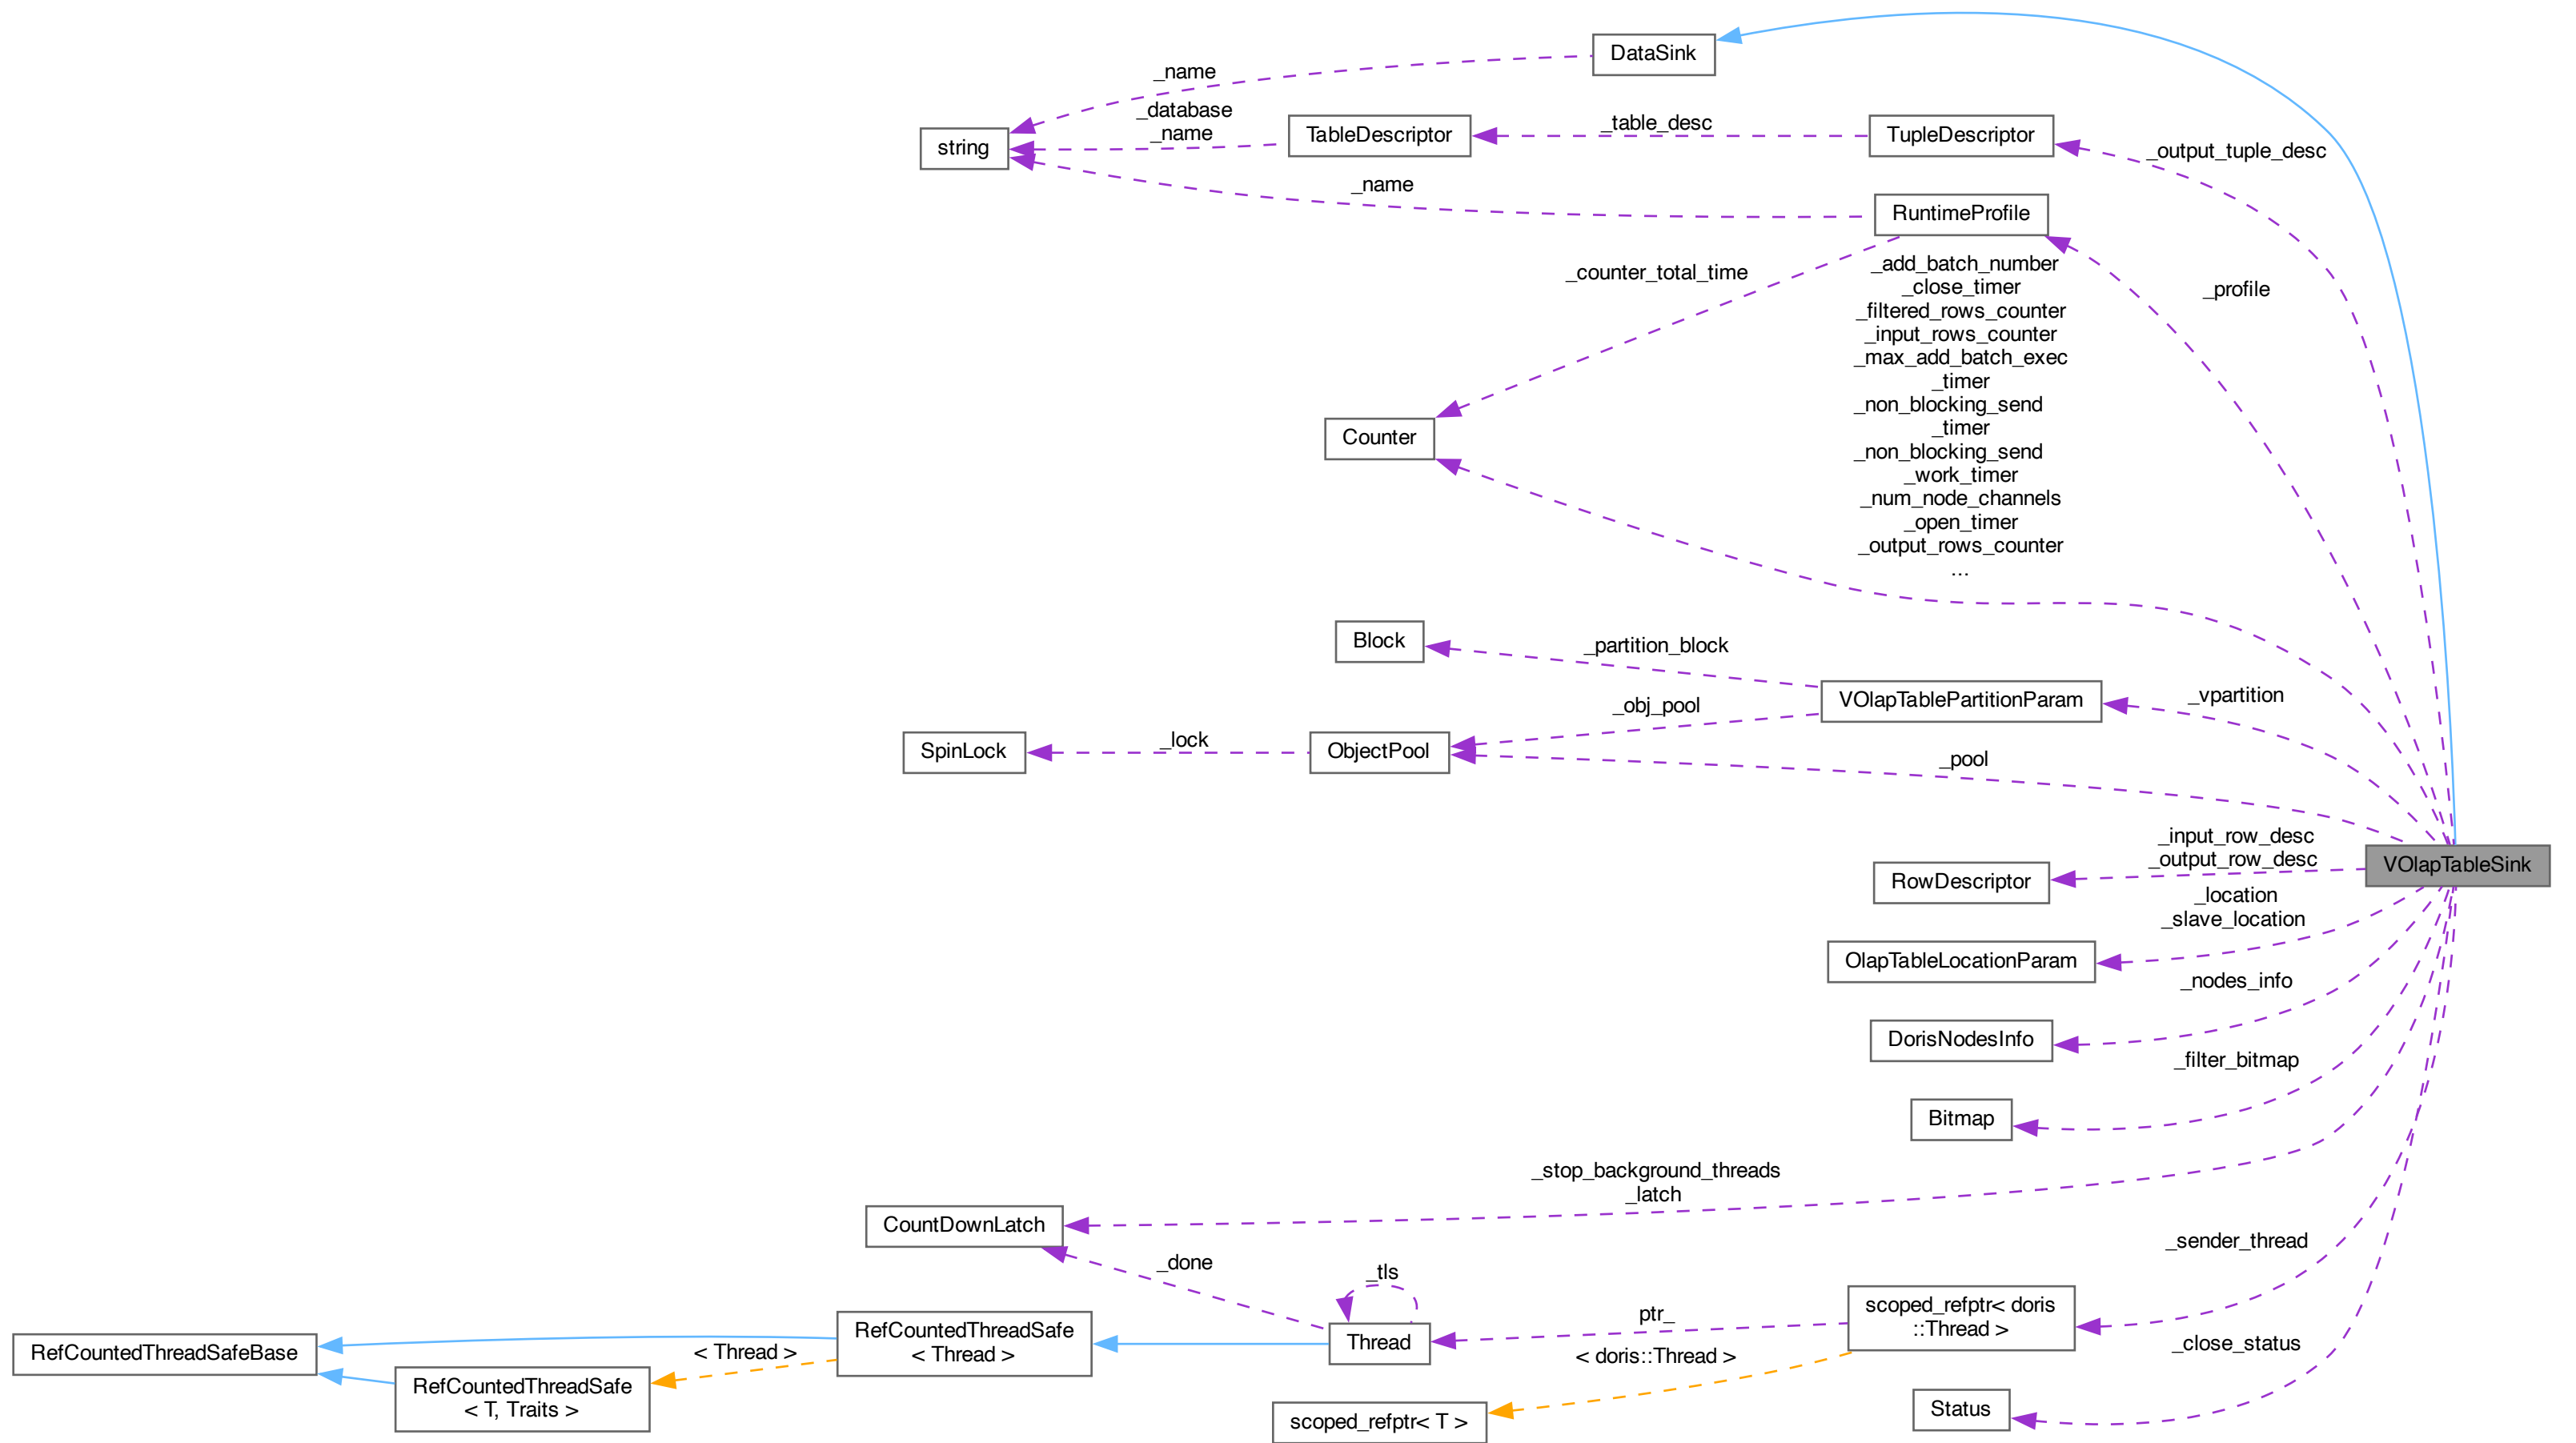 DataSink
_name
_database
_name
string
TableDescriptor
_table_desc
TupleDescriptor
_output_tuple_desc
_name
RuntimeProfile
_counter_total_time
_profile
_add_batch_number
_close_timer
_filtered_rows_counter
_input_rows_counter
_max_add_batch_exec
_timer
_non_blocking_send
_timer
_non_blocking_send
_work_timer
_num_node_channels
_open_timer
_output_rows_counter
...
Counter
Block
_partition_block
VOlapTablePartitionParam
_vpartition
_obj_pool
SpinLock
_lock
ObjectPool
_pool
_input_row_desc
_output_row_desc
RowDescriptor
VOlapTableSink
_location
_slave_location
OlapTableLocationParam
_nodes_info
DorisNodesInfo
_filter_bitmap
Bitmap
_stop_background_threads
_latch
CountDownLatch
_done
_sender_thread
_tls
ptr_
scoped_refptr< doris
::Thread >
RefCountedThreadSafeBase
< Thread >
RefCountedThreadSafe
< Thread >
Thread
< doris::Thread >
_close_status
RefCountedThreadSafe
< T, Traits >
scoped_refptr< T >
Status